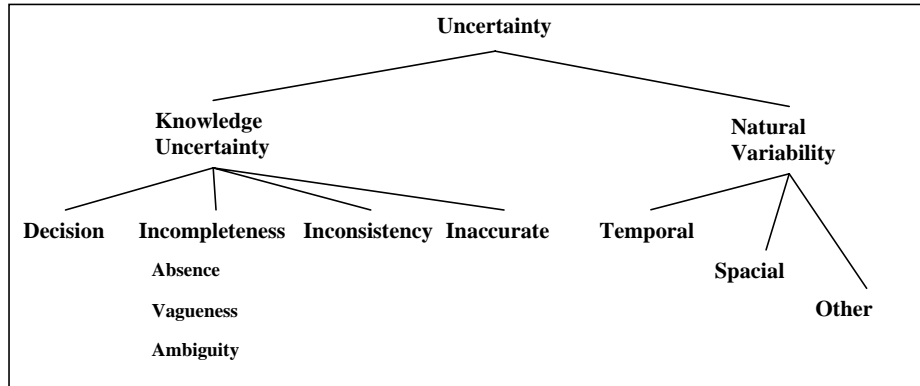 Uncertainty
Knowledge
Uncertainty
Natural
Variability
Decision
Incompleteness
Inconsistency
Inaccurate
Temporal
Absence
Spacial
Vagueness
Other
Ambiguity